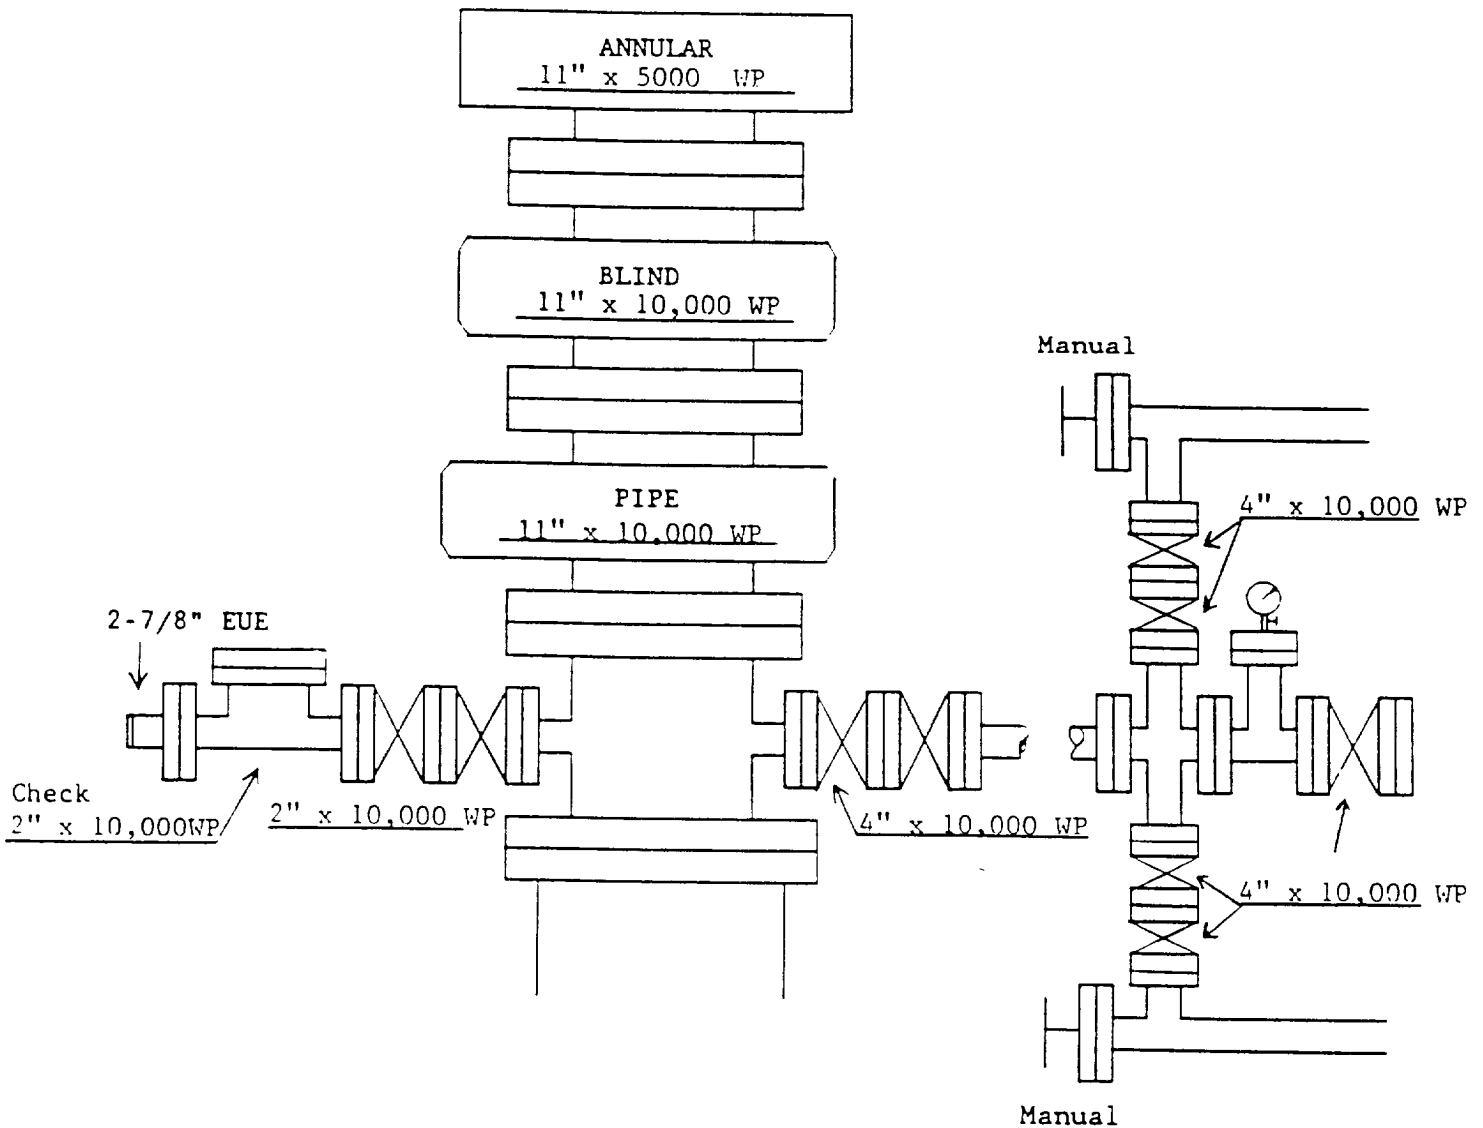 ANNULAR
11" x 5000 WP
BLIND
11" x 10,000 WP
Manual
PIPE
11" x 10.000 WP
4" x 10,000 WP
2-7/8" EUE
Check
2" x 10,000WP
2" x 10,000 WP
4" x 10,000 WP
4" x 10,000 WP
Manual